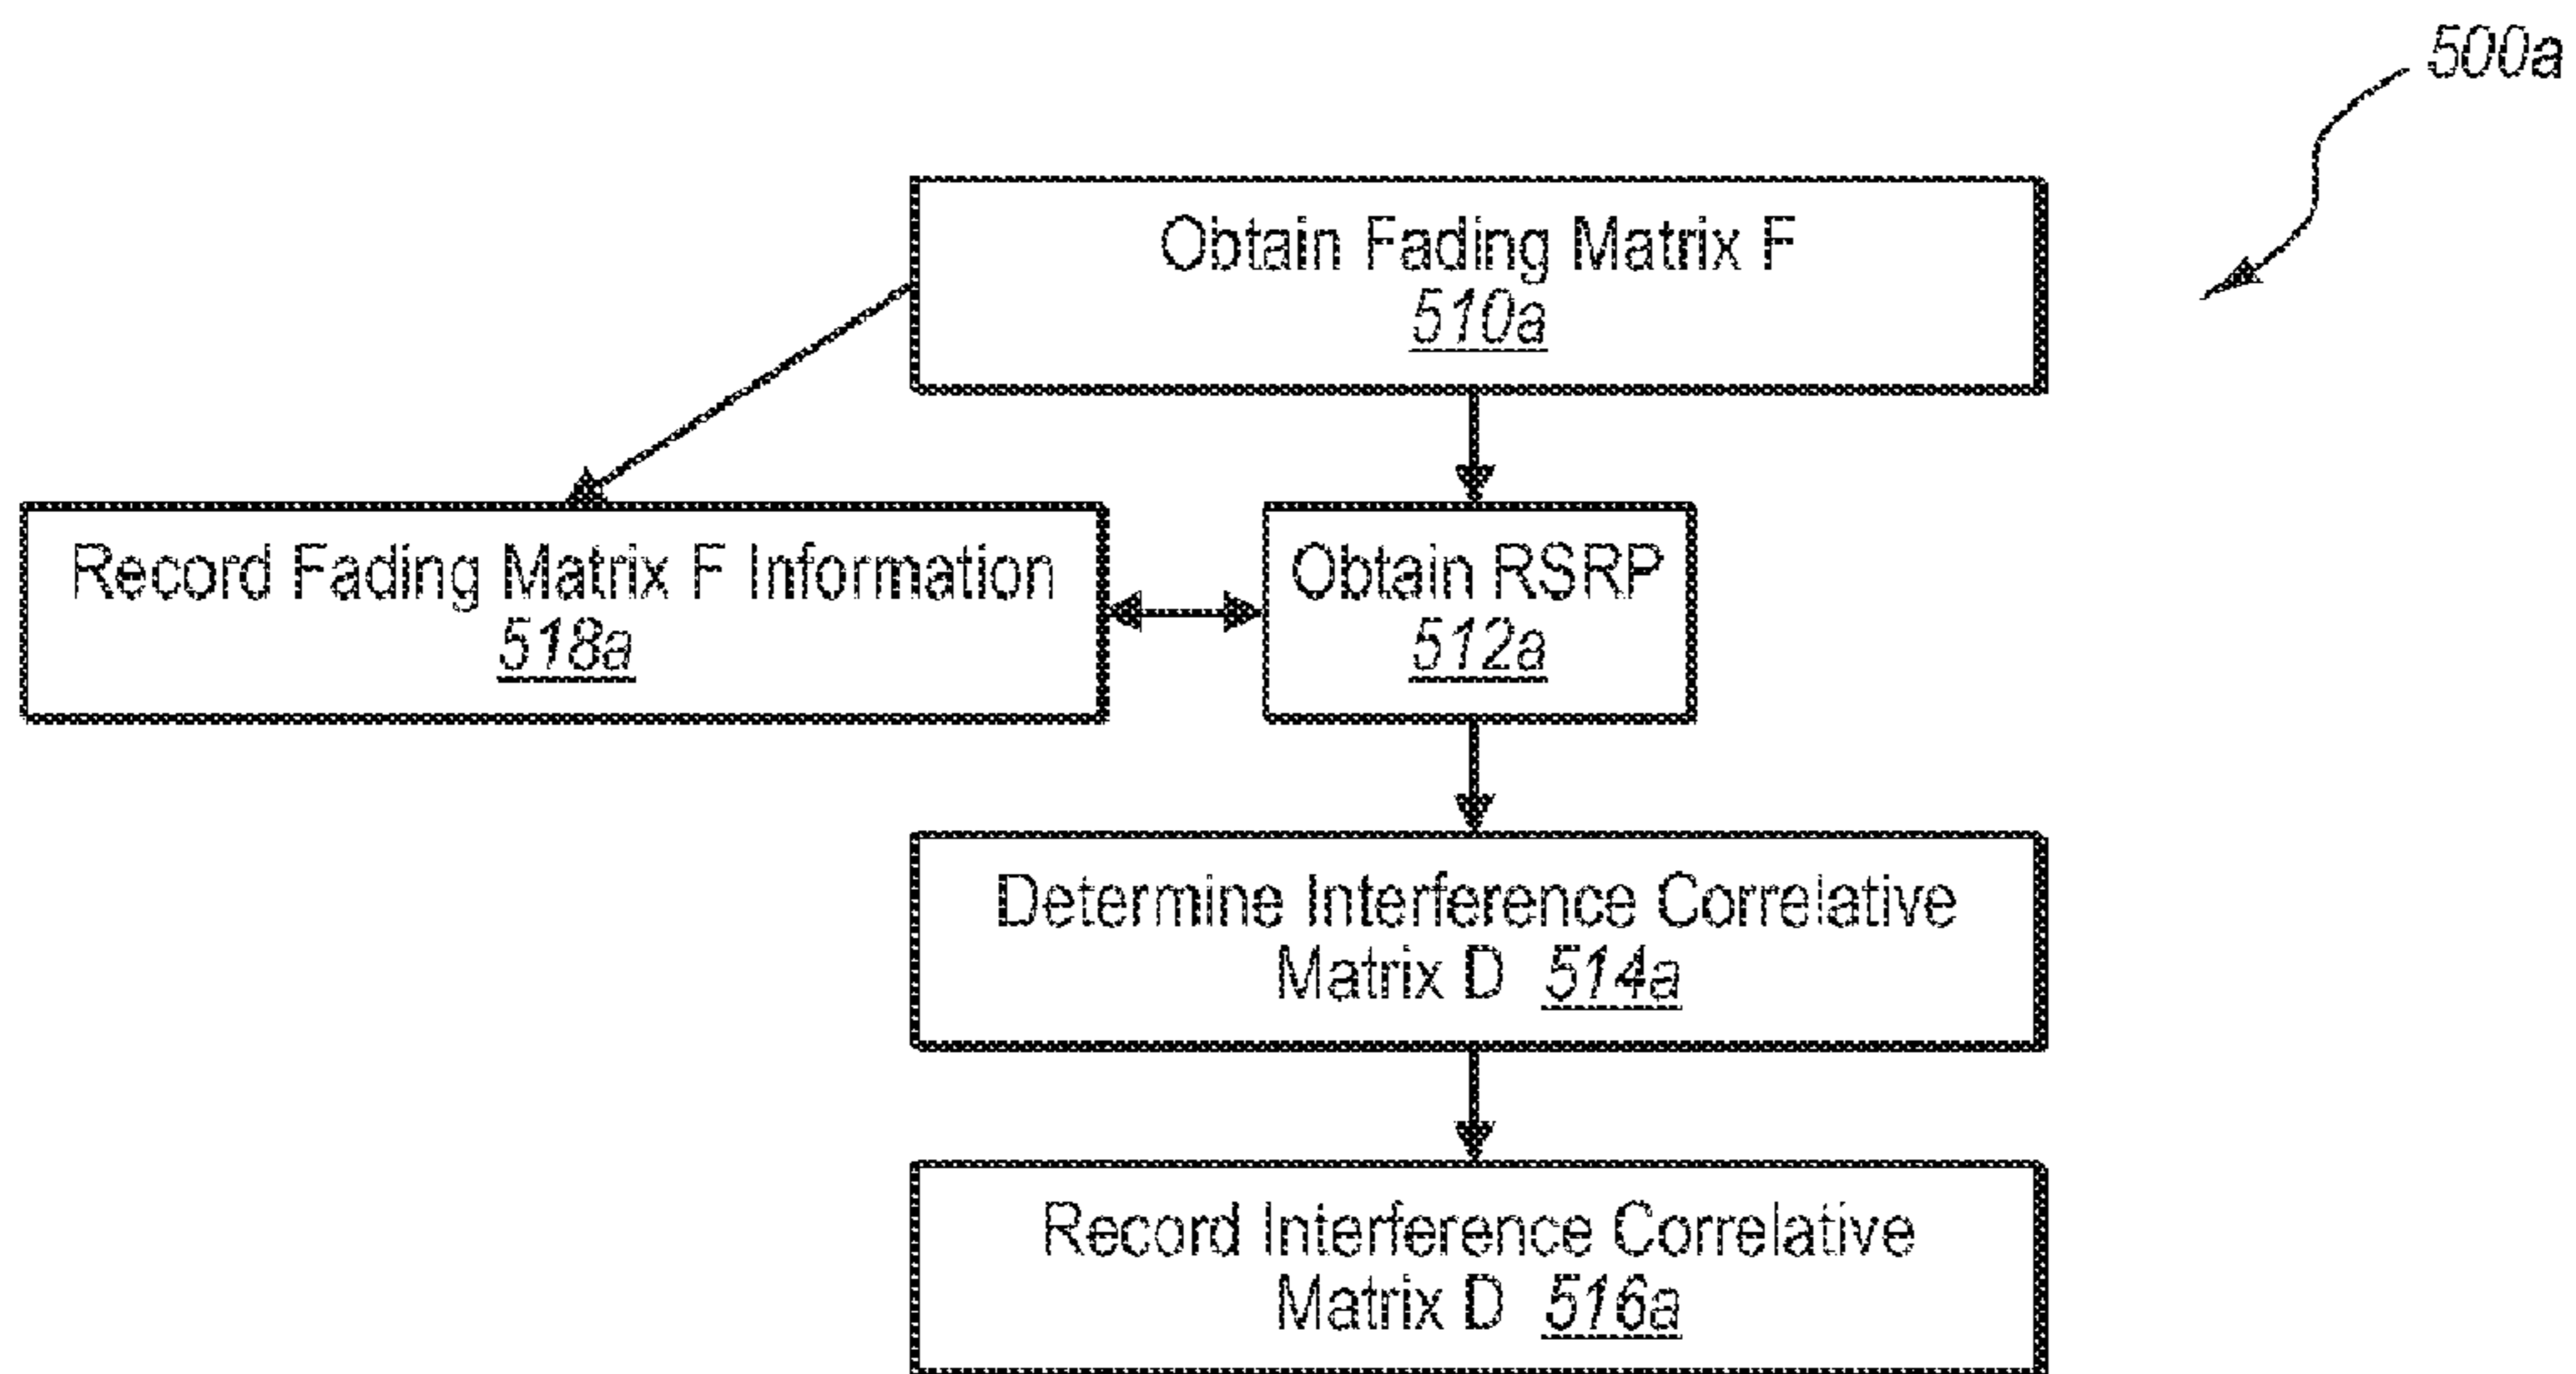 500a
Obtain Fading Matrix F
510a
Record Fading Matrix F Information
518a
Obtain RSRP
512a
Determine Interference Correlative
Matrix D 514a
Record Interference Correlative
Matrix D 516a